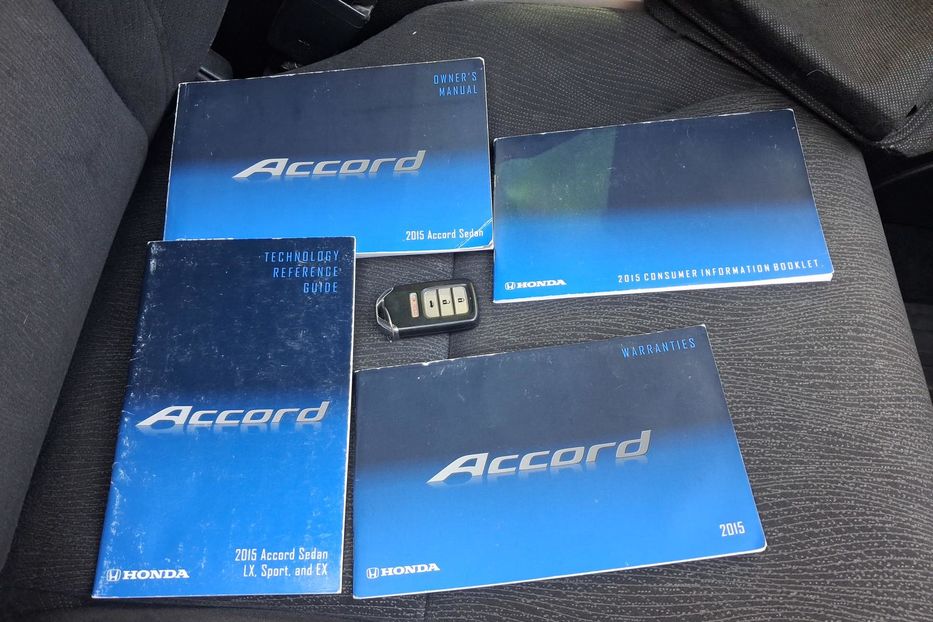 OWNER'S
MANUAL
Accord
2015 Accord Sedan
HONDA
2015 CONSUMER INFORMATION BOOKLET
TECHNOLOGY
REFERENCE
GUIDE
Accord
2015 Accord Sedan
LX, Sport, and EX
HONDA
WARRANTIES
Accord
2015
HONDA